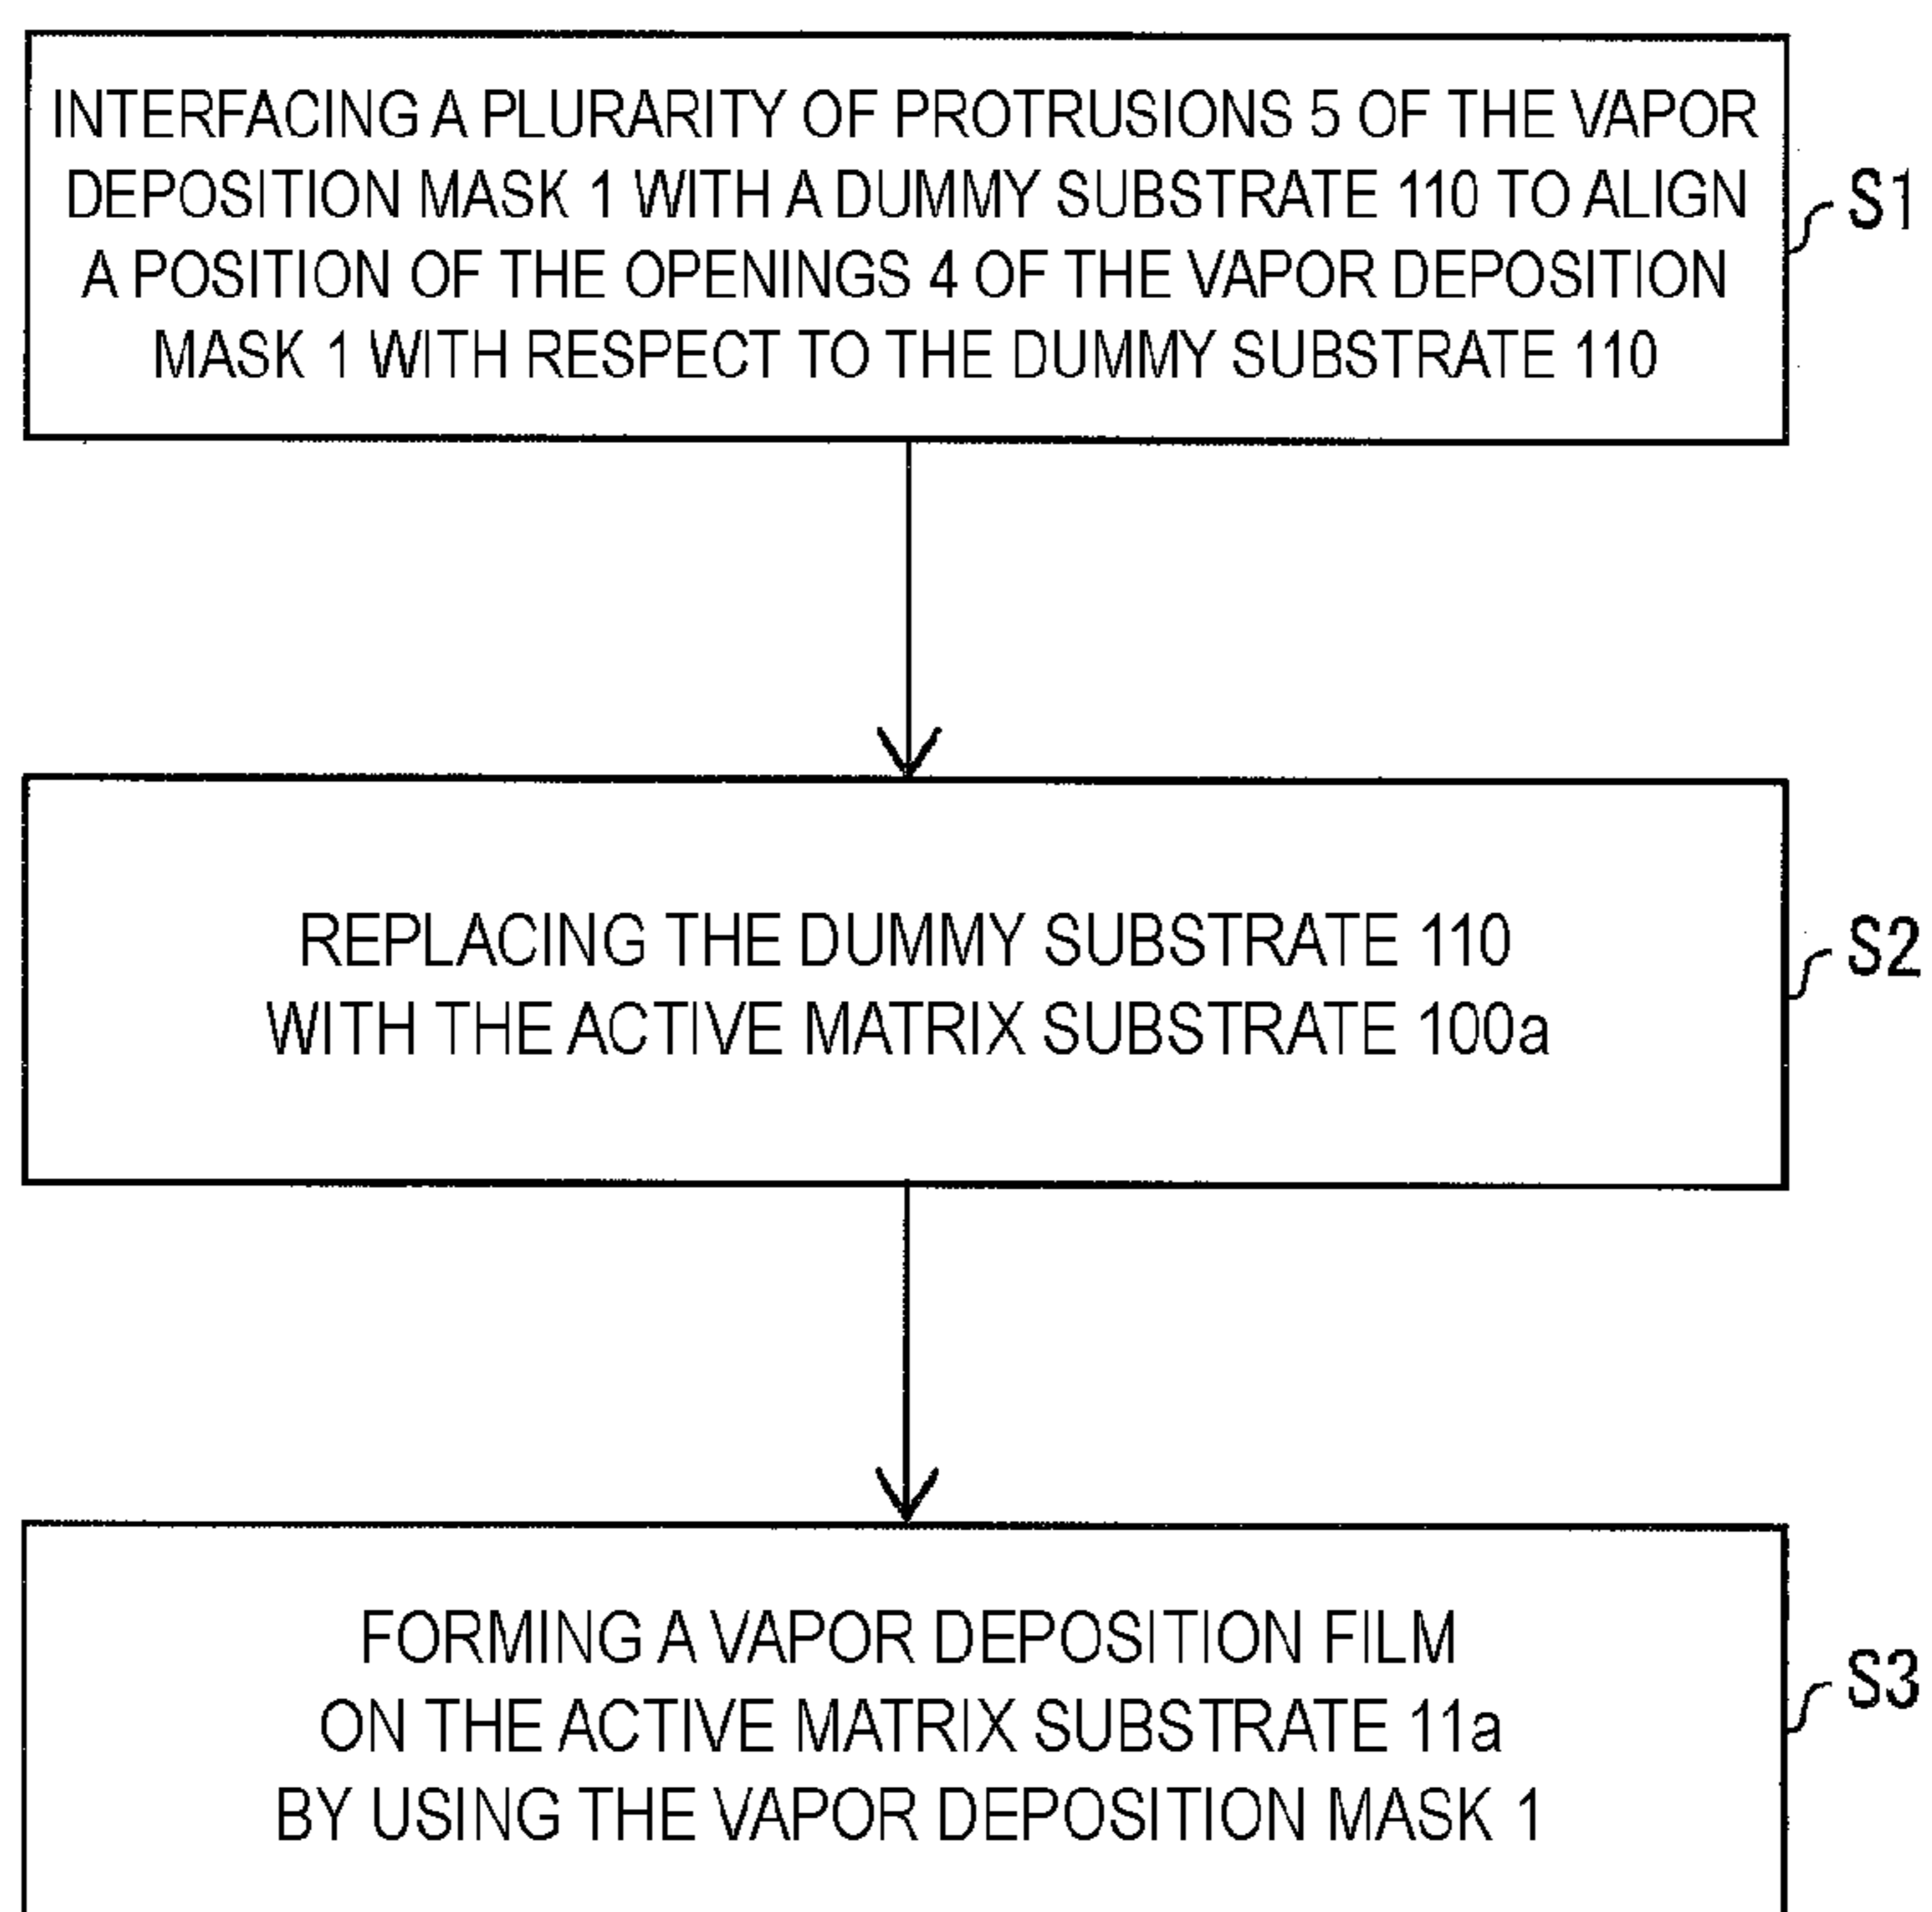 INTERFACING A PLURARITY OF PROTRUSIONS 5 OF THE VAPOR
DEPOSITION MASK 1 WITH A DUMMY SUBSTRATE 110 TO ALIGN
A POSITION OF THE OPENINGS 4 OF THE VAPOR DEPOSITION
MASK 1 WITH RESPECT TO THE DUMMY SUBSTRATE 110
S1
REPLACING THE DUMMY SUBSTRATE 110
WITH THE ACTIVE MATRIX SUBSTRATE 100a
S2
FORMING A VAPOR DEPOSITION FILM
ON THE ACTIVE MATRIX SUBSTRATE 11a
BY USING THE VAPOR DEPOSITION MASK 1
S3